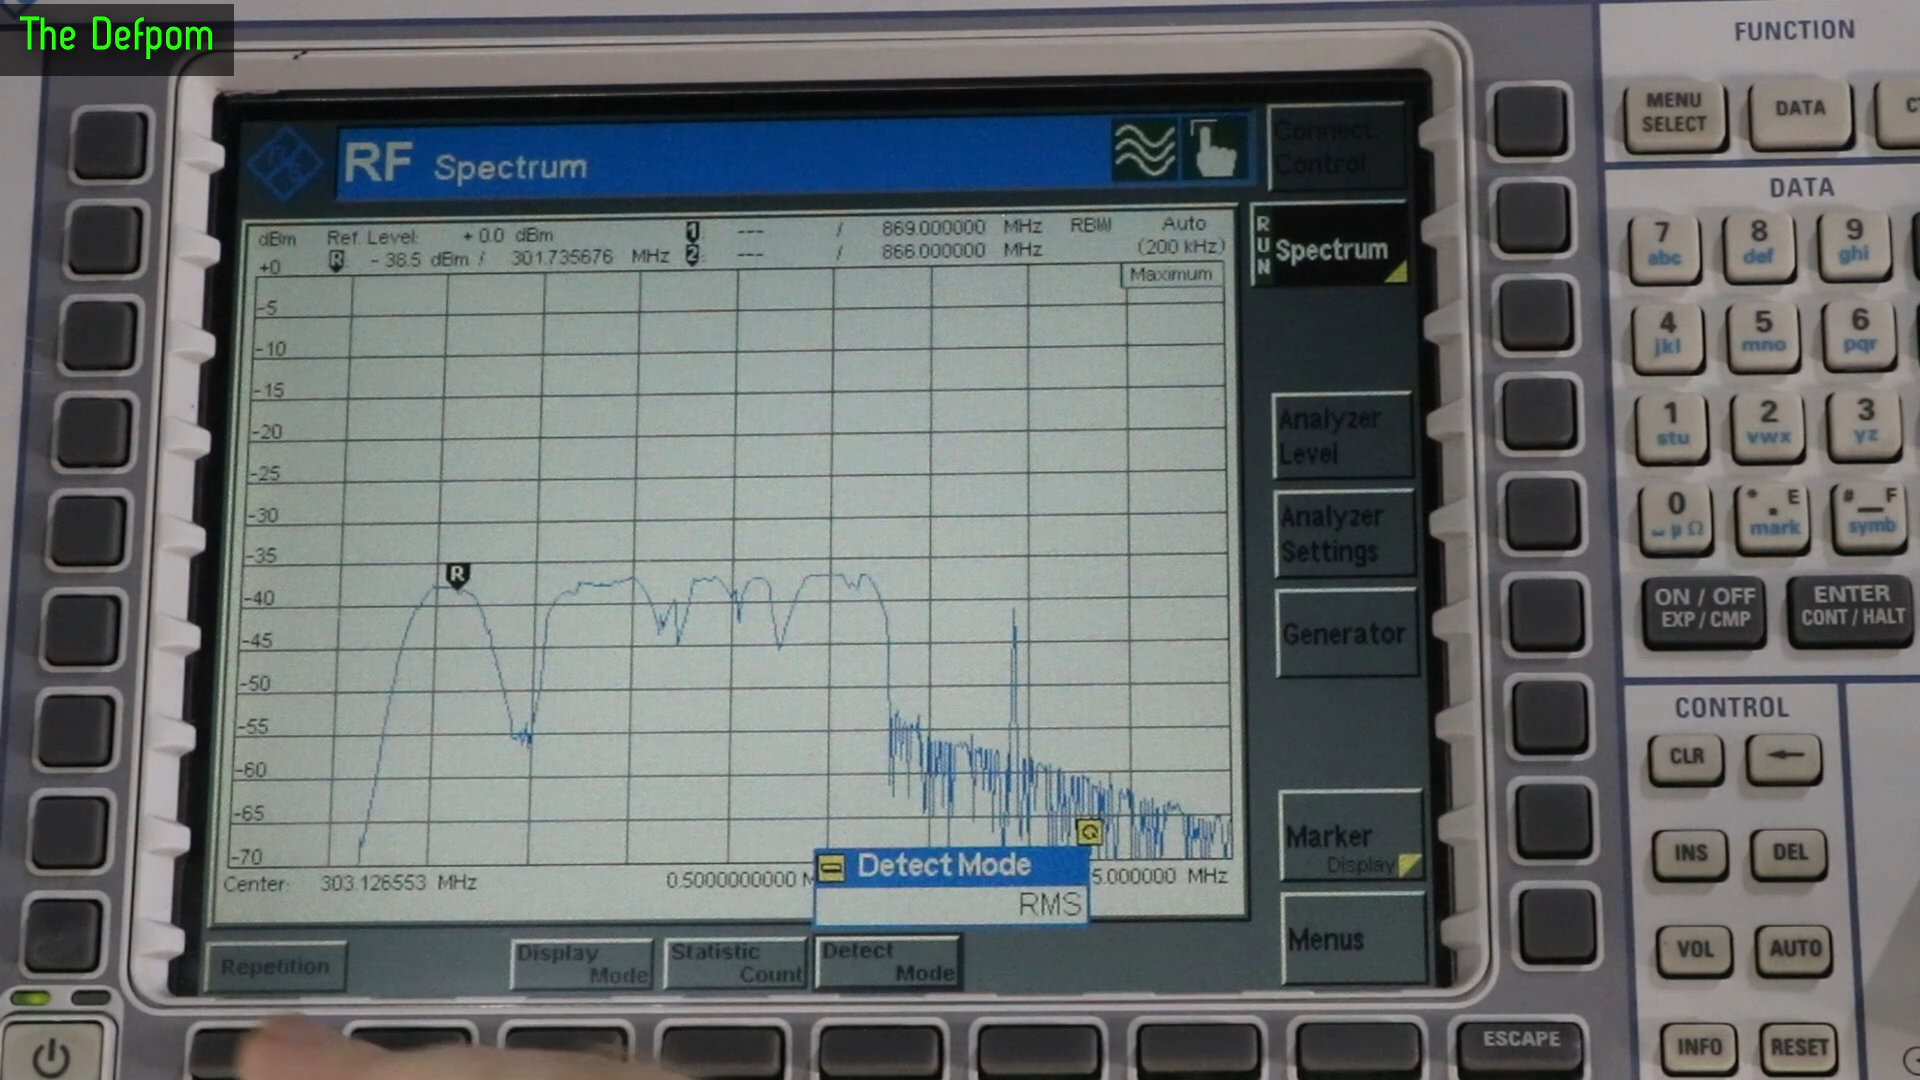 The Defpom
RF Spectrum
Connect.
Control
dBm Ref. Level: + 0.0 dBm
1 --- / 869.000000 MHz RBW Auto
R - 38.5 dBm / 301.735676 MHz
2 --- / 866.000000 MHz (200 kHz)
Maximum
+0
-5
-10
-15
-20
-25
-30
-35
R
-40
-45
-50
-55
-60
-65
-70
Center: 303.126553 MHz 0.5000000000 5.000000 MHz
Detect Mode
RMS
Repetition
Display
Mode
Statistic
Count
Detect
Mode
RUN
Spectrum
Analyzer
Level
Analyzer
Settings
Generator
Marker
Display
Menus
FUNCTION
MENU
SELECT
DATA
DATA
7
abc
8
def
9
ghi
4
jkl
5
mno
6
pqr
1
stu
2
vwx
3
yz
0
␣ μ Ω
* . E
mark
# _ F
symb
ON / OFF
EXP / CMP
ENTER
CONT / HALT
CONTROL
CLR
←
INS
DEL
VOL
AUTO
INFO
RESET
ESCAPE